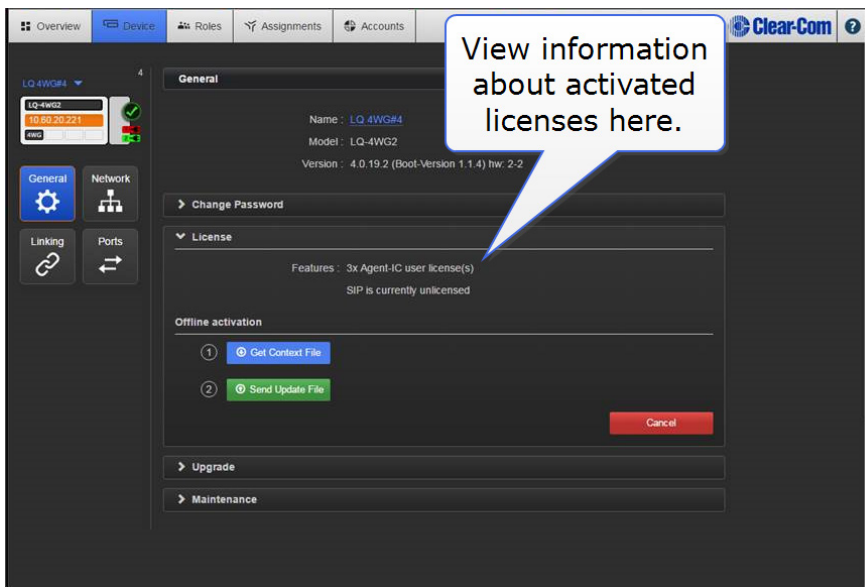 Overview
Device
Roles
Assignments
Accounts
Clear-Com
?
View information
about activated
licenses here.
LQ 4WG#4
4
LQ-4WG2
10.60.20.221
4WG
General
Network
Linking
Ports
General
Name : LQ 4WG#4
Model : LQ-4WG2
Version : 4.0.19.2 (Boot-Version 1.1.4) hw: 2-2
Change Password
License
Features : 3x Agent-IC user license(s)
SIP is currently unlicensed
Offline activation
1 Get Context File
2 Send Update File
Cancel
Upgrade
Maintenance